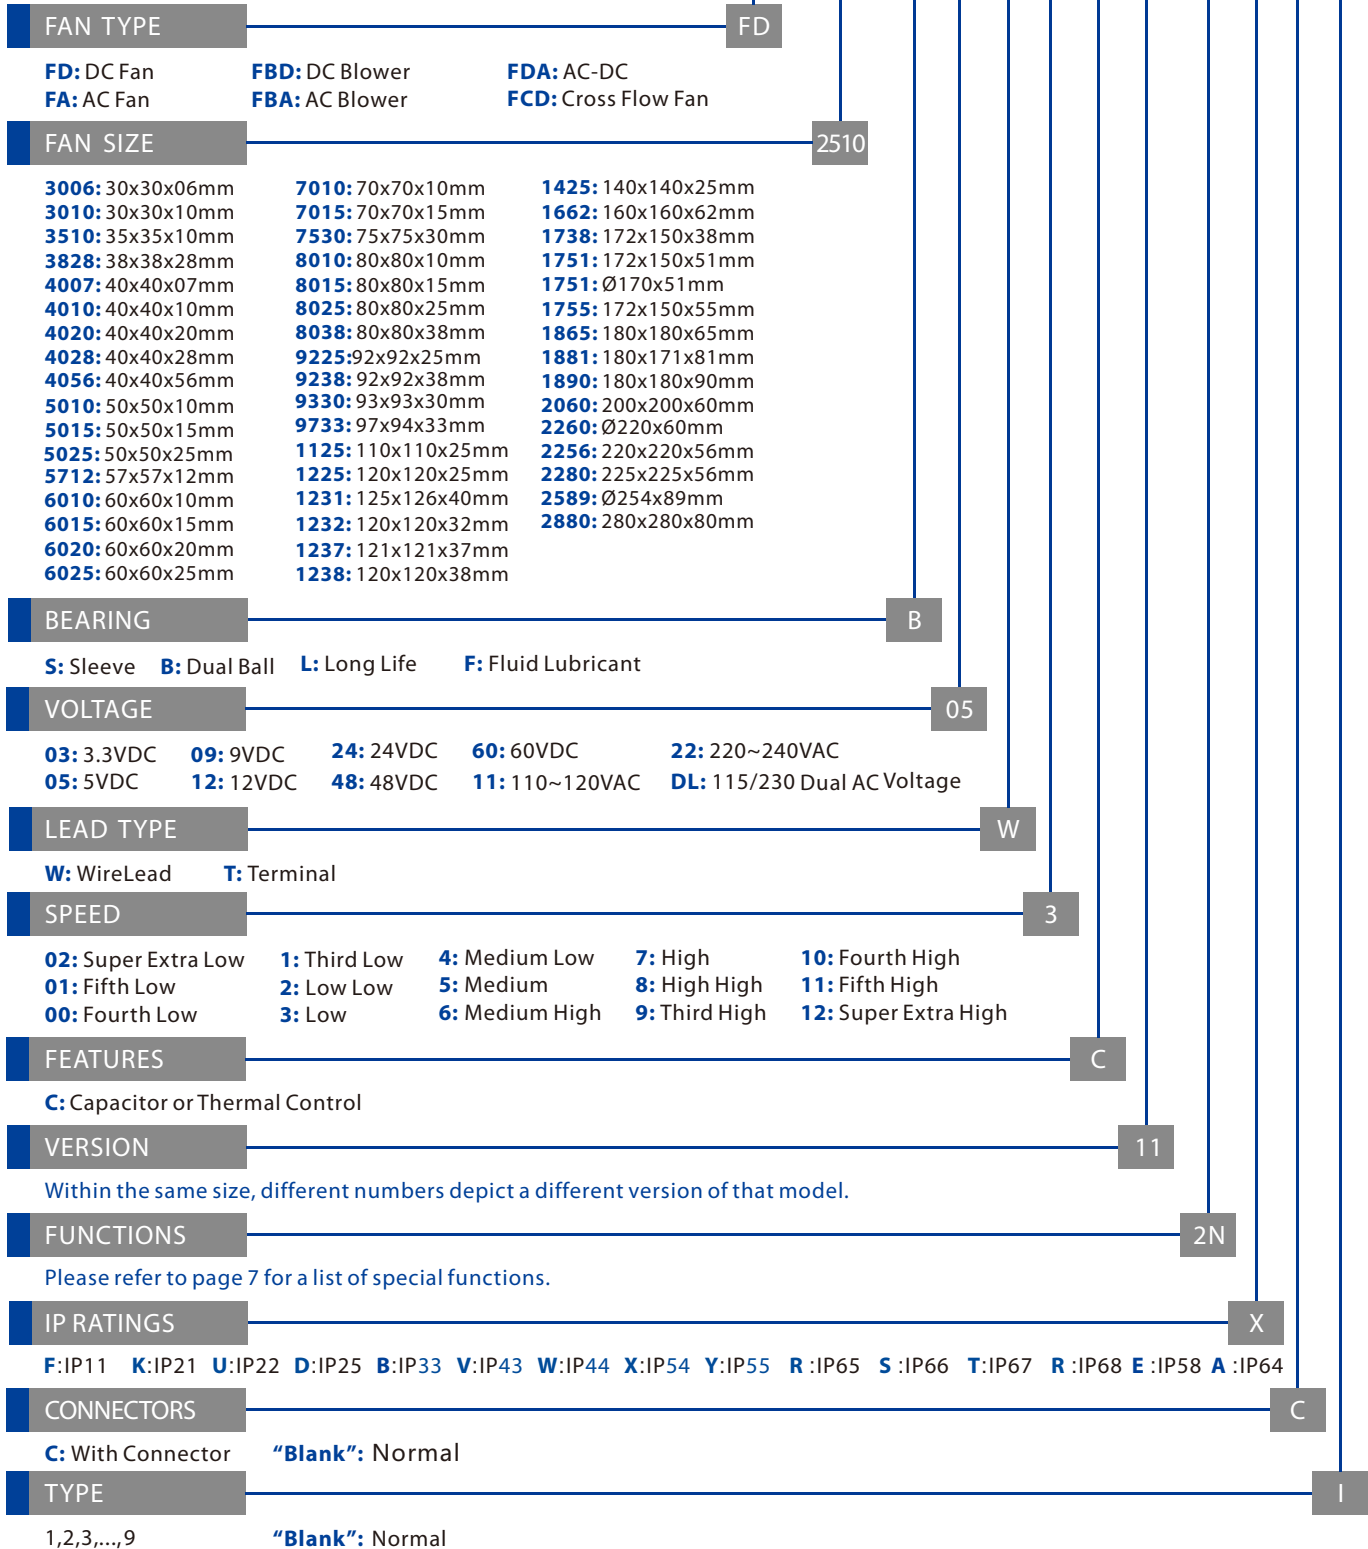 FAN TYPE FD
FD: DC Fan FBD: DC Blower FDA: AC-DC
FA: AC Fan FBA: AC Blower FCD: Cross Flow Fan
FAN SIZE 2510
3006: 30x30x06mm 7010: 70x70x10mm 1425: 140x140x25mm
3010: 30x30x10mm 7015: 70x70x15mm 1662: 160x160x62mm
3510: 35x35x10mm 7530: 75x75x30mm 1738: 172x150x38mm
3828: 38x38x28mm 8010: 80x80x10mm 1751: 172x150x51mm
4007: 40x40x07mm 8015: 80x80x15mm 1751: Ø170x51mm
4010: 40x40x10mm 8025: 80x80x25mm 1755: 172x150x55mm
4020: 40x40x20mm 8038: 80x80x38mm 1865: 180x180x65mm
4028: 40x40x28mm 9225:92x92x25mm 1881: 180x171x81mm
4056: 40x40x56mm 9238: 92x92x38mm 1890: 180x180x90mm
5010: 50x50x10mm 9330: 93x93x30mm 2060: 200x200x60mm
5015: 50x50x15mm 9733: 97x94x33mm 2260: Ø220x60mm
5025: 50x50x25mm 1125: 110x110x25mm 2256: 220x220x56mm
5712: 57x57x12mm 1225: 120x120x25mm 2280: 225x225x56mm
6010: 60x60x10mm 1231: 125x126x40mm 2589: Ø254x89mm
6015: 60x60x15mm 1232: 120x120x32mm 2880: 280x280x80mm
6020: 60x60x20mm 1237: 121x121x37mm
6025: 60x60x25mm 1238: 120x120x38mm
BEARING B
S: Sleeve B: Dual Ball L: Long Life F: Fluid Lubricant
VOLTAGE 05
03: 3.3VDC 09: 9VDC 24: 24VDC 60: 60VDC 22: 220~240VAC
05: 5VDC 12: 12VDC 48: 48VDC 11: 110~120VAC DL: 115/230 Dual AC Voltage
LEAD TYPE W
W: WireLead T: Terminal
SPEED 3
02: Super Extra Low 1: Third Low 4: Medium Low 7: High 10: Fourth High
01: Fifth Low 2: Low Low 5: Medium 8: High High 11: Fifth High
00: Fourth Low 3: Low 6: Medium High 9: Third High 12: Super Extra High
FEATURES C
C: Capacitor or Thermal Control
VERSION 11
Within the same size, different numbers depict a different version of that model.
FUNCTIONS 2N
Please refer to page 7 for a list of special functions.
IP RATINGS X
F:IP11 K:IP21 U:IP22 D:IP25 B:IP33 V:IP43 W:IP44 X:IP54 Y:IP55 R :IP65 S :IP66 T:IP67 R :IP68 E :IP58 A :IP64
CONNECTORS C
C: With Connector “Blank”: Normal
TYPE I
1,2,3,...,9 “Blank”: Normal